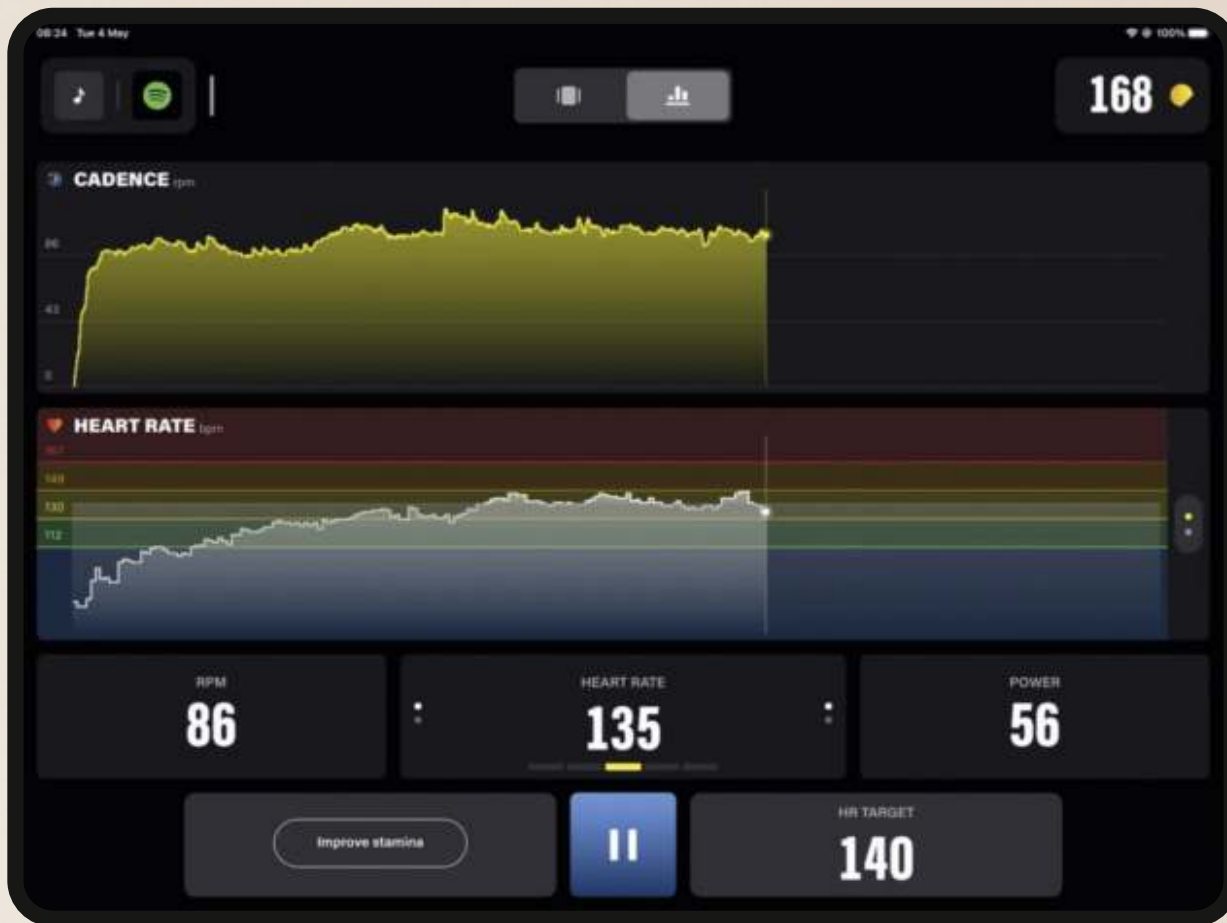 08:24 Tue 4 May
100%
168
CADENCE rpm
86
43
0
HEART RATE bpm
167
149
130
112
RPM
86
HEART RATE
135
POWER
56
Improve stamina
HR TARGET
140